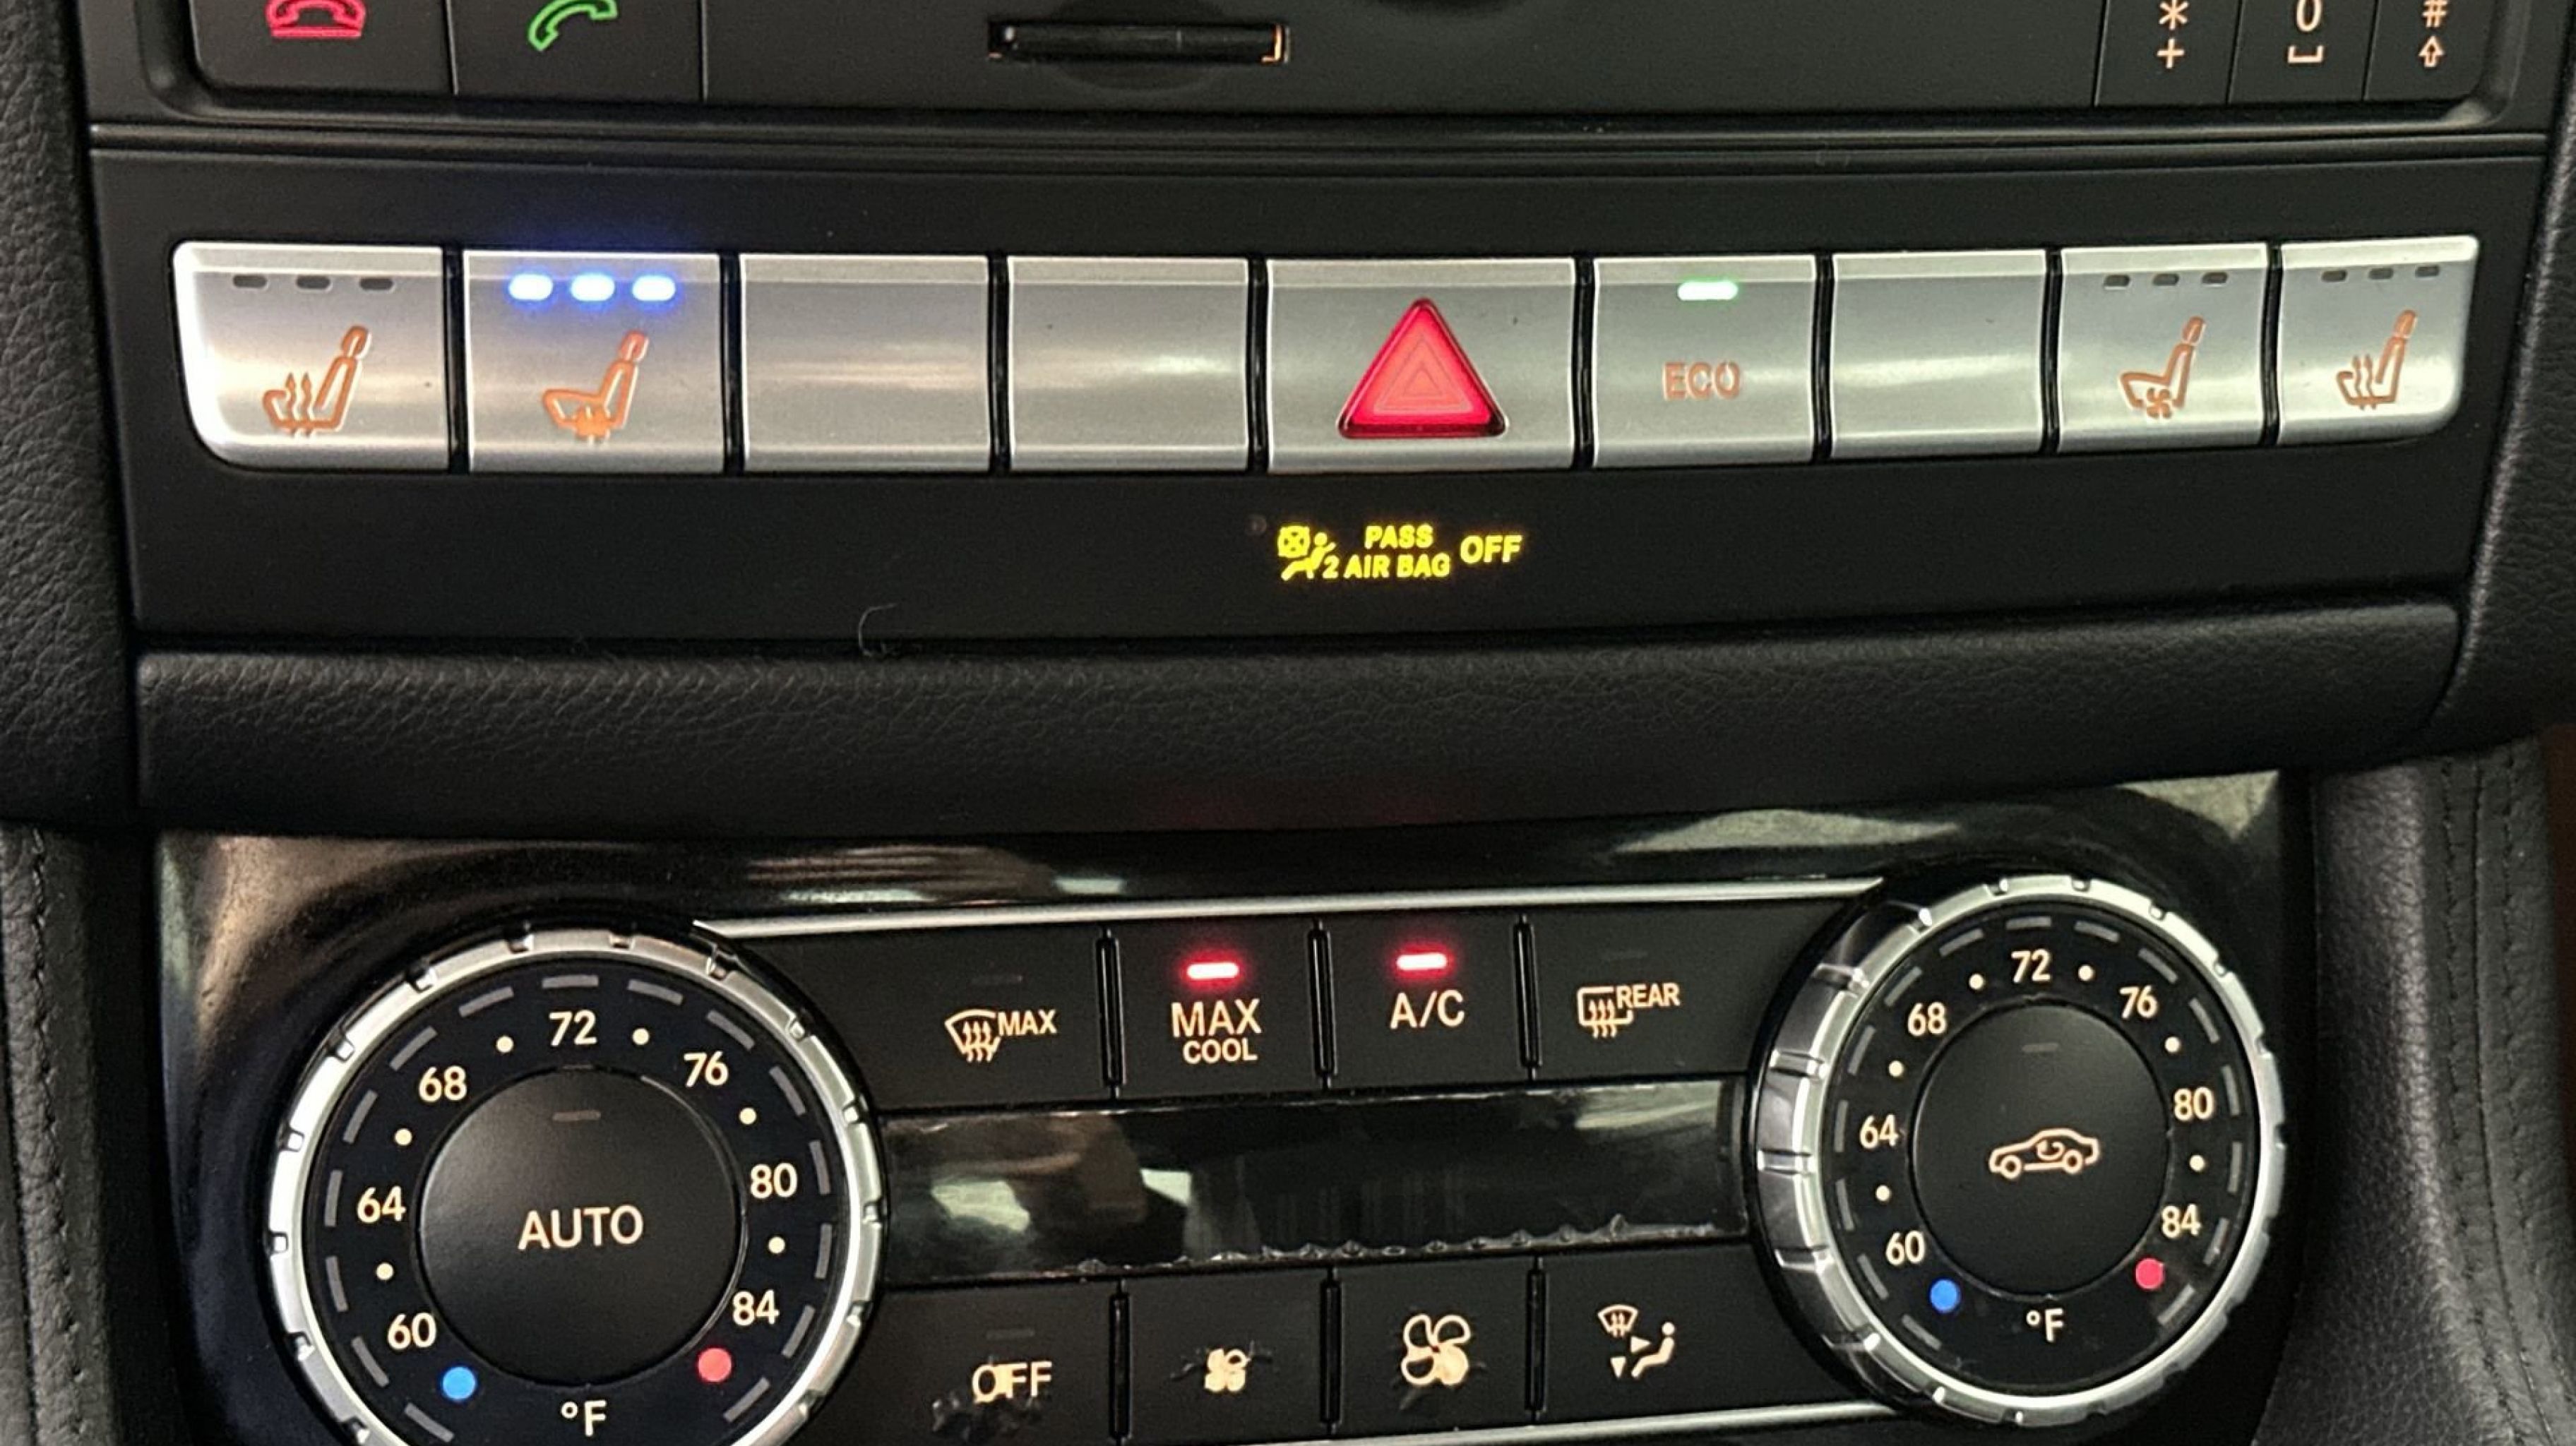 * 0 #
+
ECO
PASS
2 AIR BAG OFF
MAX
MAX
COOL
A/C
REAR
60 64 68 72 76 80 84
AUTO
°F
60 64 68 72 76 80 84
°F
OFF